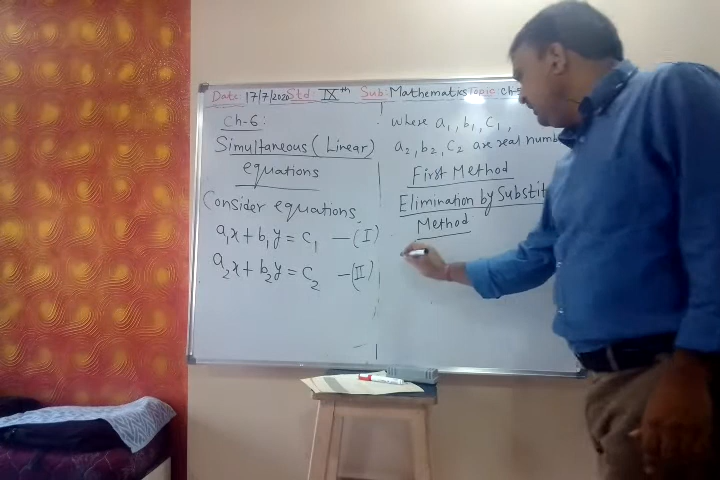 Date 17/7/2020 Std IXth Sub: Mathematics Topic Ch-
Ch-6:
Simultaneous (Linear)
equations
Consider equations.
a₁x + b₁y = c₁ — (I)
a₂x + b₂y = c₂ — (II)
where a₁, b₁, c₁,
a₂, b₂, c₂ are real
First Method
Elimination by
Method